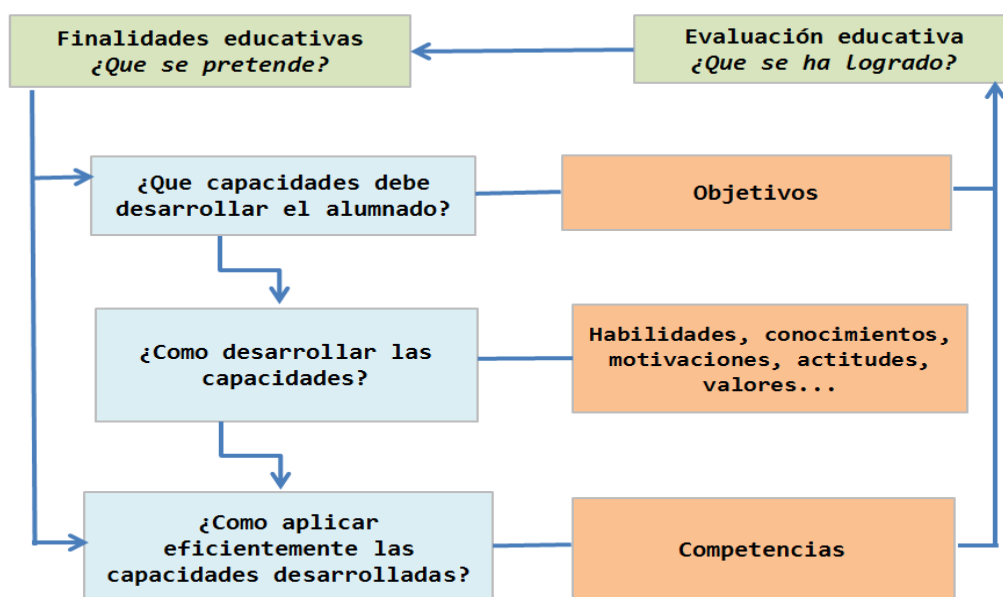 Finalidades educativas
¿Que se pretende?
Evaluación educativa
¿Que se ha logrado?
¿Que capacidades debe
desarrollar el alumnado?
Objetivos
¿Como desarrollar las
capacidades?
Habilidades, conocimientos,
motivaciones, actitudes,
valores...
¿Como aplicar
eficientemente las
capacidades desarrolladas?
Competencias